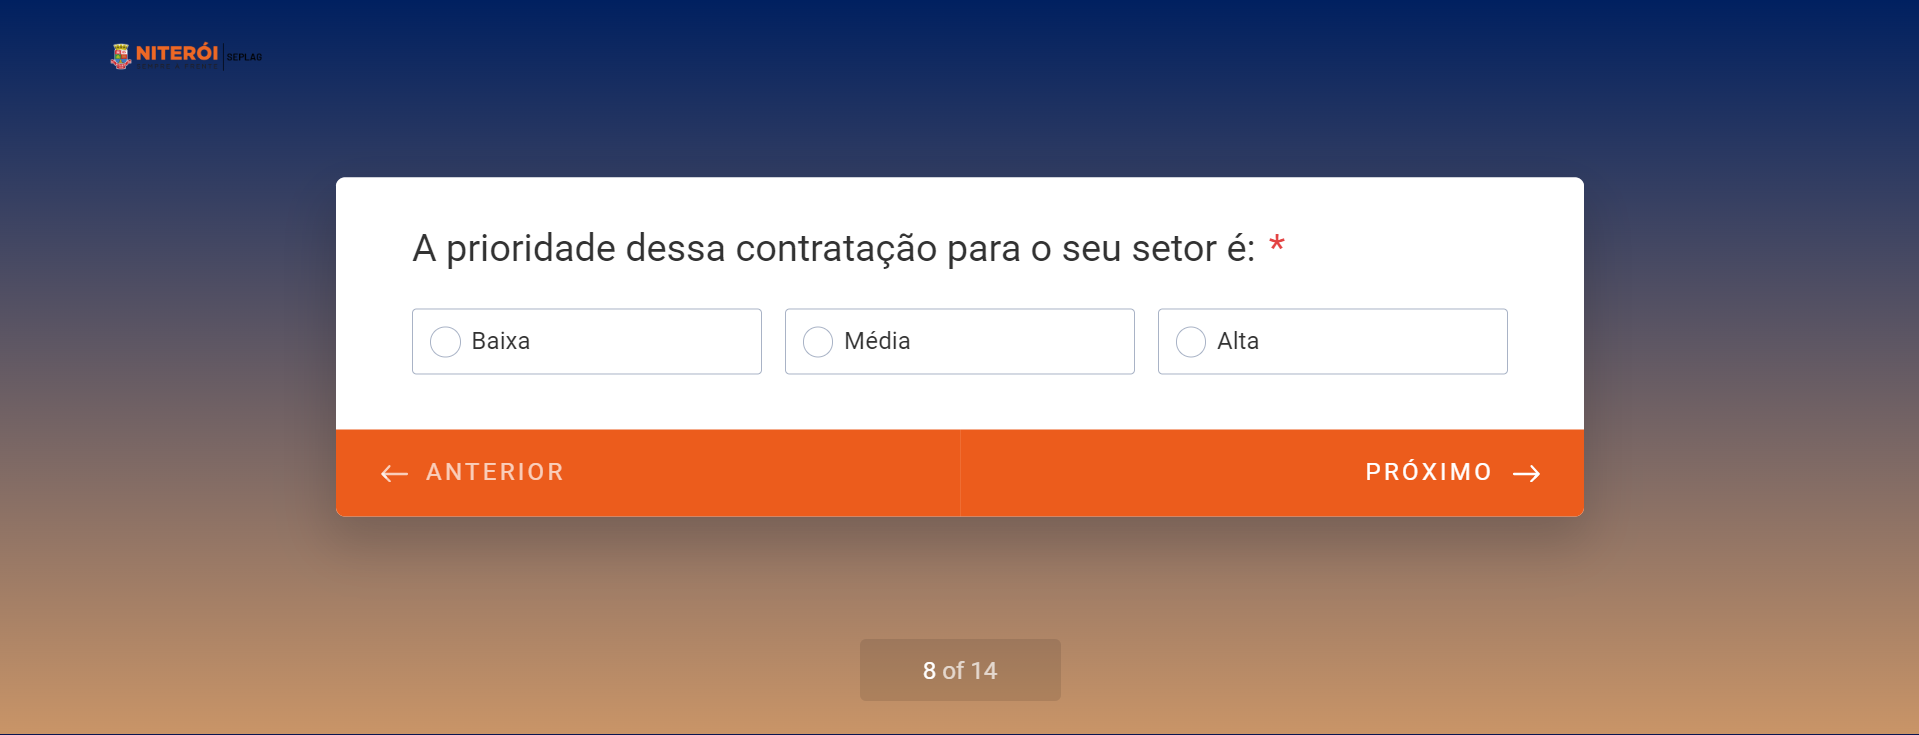 NITERÓI
SEPLAG
A prioridade dessa contratação para o seu setor é: *
Baixa
Média
Alta
ANTERIOR
PRÓXIMO
8 of 14